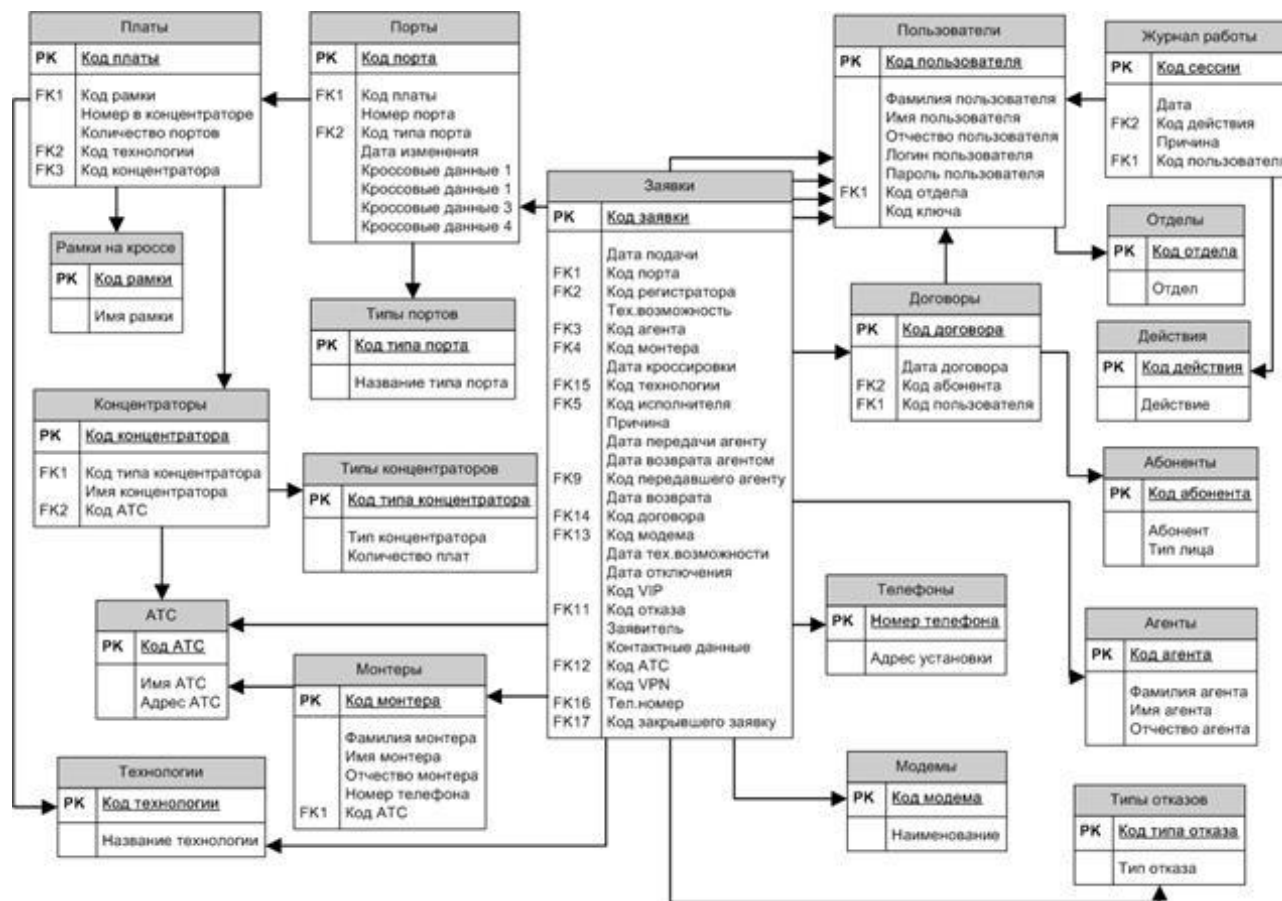 Платы
PK Код платы
FK1 Код рамки
Номер в концентраторе
Количество портов
FK2 Код технологии
FK3 Код концентратора
Порты
PK Код порта
FK1 Код платы
Номер порта
FK2 Код типа порта
Дата изменения
Кроссовые данные 1
Кроссовые данные 1
Кроссовые данные 3
Кроссовые данные 4
Пользователи
PK Код пользователя
Фамилия пользователя
Имя пользователя
Отчество пользователя
Логин пользователя
Пароль пользователя
FK1 Код отдела
Код ключа
Журнал работы
PK Код сессии
Дата
FK2 Код действия
Причина
FK1 Код пользователя
Рамки на кроссе
PK Код рамки
Имя рамки
Типы портов
PK Код типа порта
Название типа порта
Заявки
PK Код заявки
Дата подачи
FK1 Код порта
FK2 Код регистратора
Тех.возможность
FK3 Код агента
FK4 Код монтера
Дата кроссировки
FK15 Код технологии
FK5 Код исполнителя
Причина
Дата передачи агенту
Дата возврата агентом
FK9 Код передавшего агенту
Дата возврата
FK14 Код договора
FK13 Код модема
Дата тех.возможности
Дата отключения
Код VIP
FK11 Код отказа
Заявитель
Контактные данные
FK12 Код АТС
Код VPN
FK16 Тел.номер
FK17 Код закрывшего заявку
Отделы
PK Код отдела
Отдел
Договоры
PK Код договора
Дата договора
FK2 Код абонента
FK1 Код пользователя
Действия
PK Код действия
Действие
Концентраторы
PK Код концентратора
FK1 Код типа концентратора
Имя концентратора
FK2 Код АТС
Типы концентраторов
PK Код типа концентратора
Тип концентратора
Количество плат
Абоненты
PK Код абонента
Абонент
Тип лица
АТС
PK Код АТС
Имя АТС
Адрес АТС
Монтеры
PK Код монтера
Фамилия монтера
Имя монтера
Отчество монтера
Номер телефона
FK1 Код АТС
Телефоны
PK Номер телефона
Адрес установки
Агенты
PK Код агента
Фамилия агента
Имя агента
Отчество агента
Технологии
PK Код технологии
Название технологии
Модемы
PK Код модема
Наименование
Типы отказов
PK Код типа отказа
Тип отказа